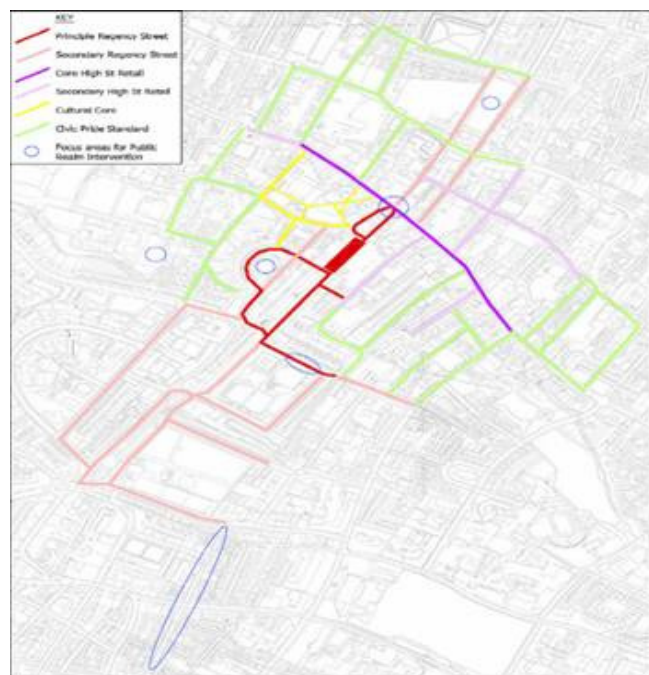 KEY
Principle Regency Street
Secondary Regency Street
Core High St Retail
Secondary High St Retail
Cultural Core
Civic Pride Standard
Focus areas for Public
Realm Intervention